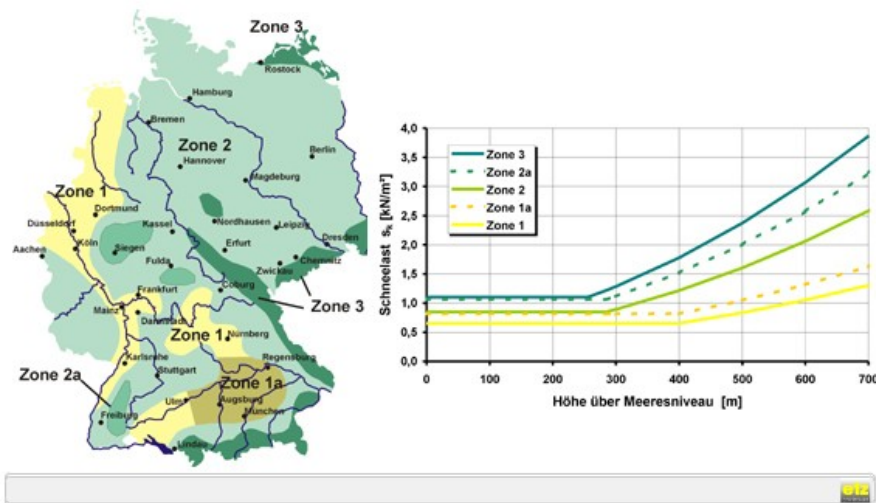 Zone 3
Rostock
Hamburg
Bremen
Zone 2
Hannover
Berlin
Magdeburg
Zone 1
Dortmund
Düsseldorf
Köln
Aachen
Siegen
Kassel
Nordhausen
Leipzig
Erfurt
Dresden
Chemnitz
Zwickau
Fulda
Coburg
Zone 3
Frankfurt
Mainz
Darmstadt
Zone 1
Nürnberg
Karlsruhe
Stuttgart
Regensburg
Zone 2a
Zone 1a
Ulm
Augsburg
München
Freiburg
Lindau
Schneelast sk [kN/m²]
4,0
3,5
3,0
2,5
2,0
1,5
1,0
0,5
0,0
Zone 3
Zone 2a
Zone 2
Zone 1a
Zone 1
0 100 200 300 400 500 600 700
Höhe über Meeresniveau [m]
etz